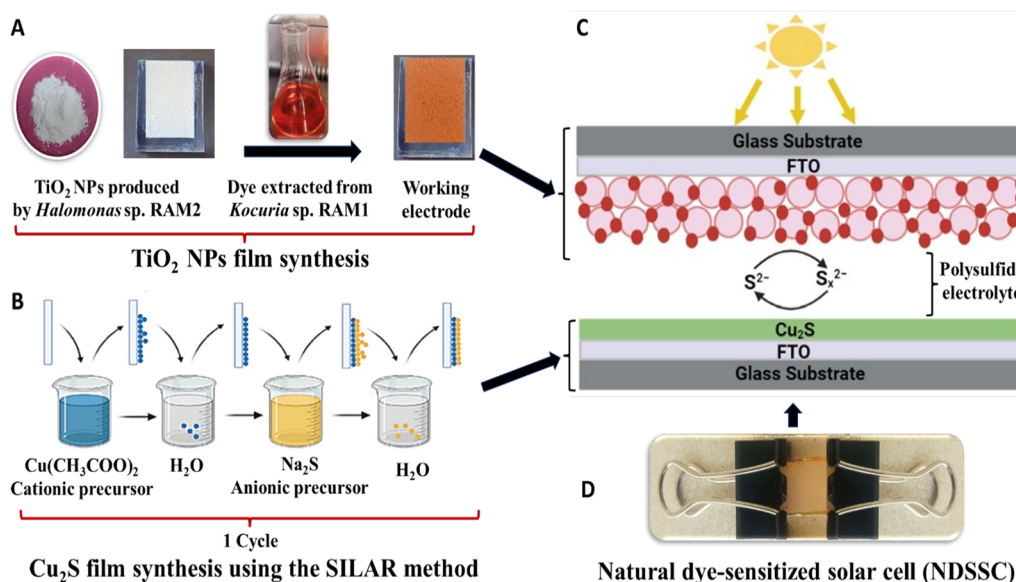 A
TiO₂ NPs produced
by Halomonas sp. RAM2
Dye extracted from
Kocuria sp. RAM1
Working
electrode
TiO₂ NPs film synthesis
B
Cu(CH₃COO)₂
Cationic precursor
H₂O
Na₂S
Anionic precursor
H₂O
1 Cycle
Cu₂S film synthesis using the SILAR method
C
Glass Substrate
FTO
S²⁻
Sₓ²⁻
Polysulfid
electrolyte
Cu₂S
FTO
Glass Substrate
D
Natural dye-sensitized solar cell (NDSSC)